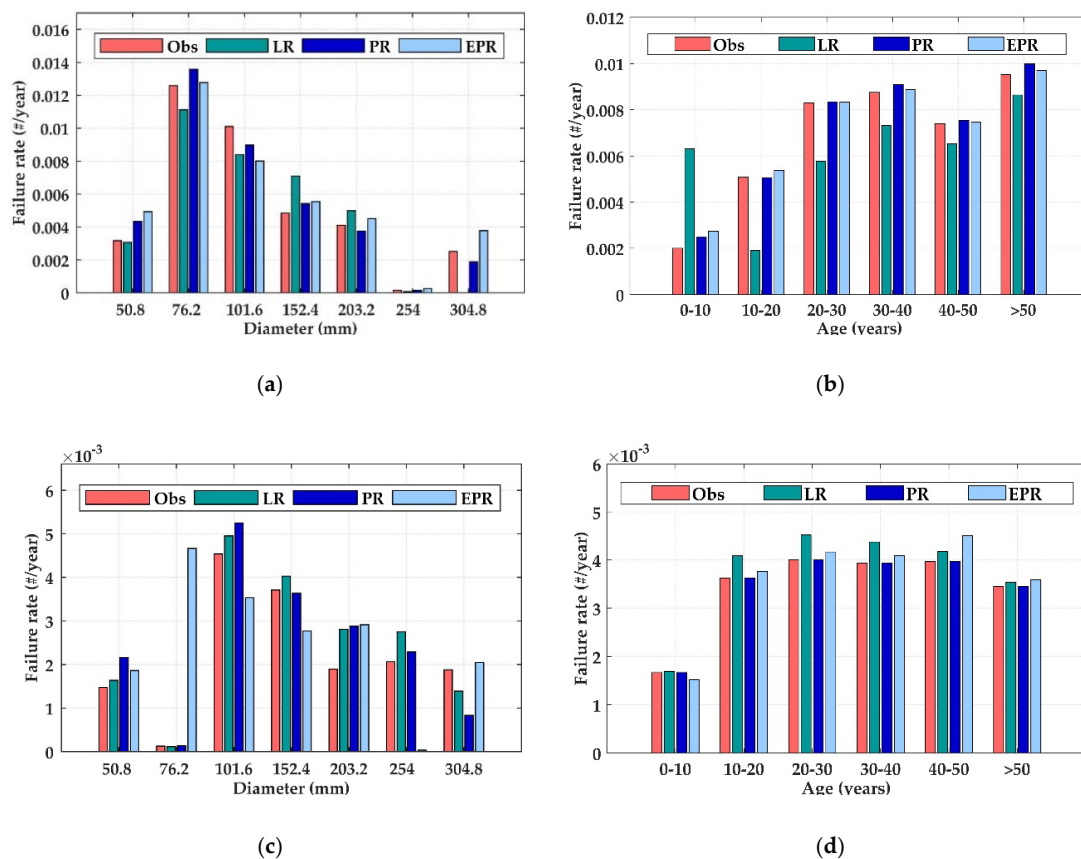 0.016
0.014
0.012
0.01
0.008
0.006
0.004
0.002
0
Failure rate (#/year)
Obs LR PR EPR
50.8 76.2 101.6 152.4 203.2 254 304.8
Diameter (mm)
(a)
0.012
0.01
0.008
0.006
0.004
0.002
0
Failure rate (#/year)
Obs LR PR EPR
0-10 10-20 20-30 30-40 40-50 >50
Age (years)
(b)
×10-3
6
5
4
3
2
1
0
Failure rate (#/year)
Obs LR PR EPR
50.8 76.2 101.6 152.4 203.2 254 304.8
Diameter (mm)
(c)
×10-3
6
5
4
3
2
1
0
Failure rate (#/year)
Obs LR PR EPR
0-10 10-20 20-30 30-40 40-50 >50
Age (years)
(d)